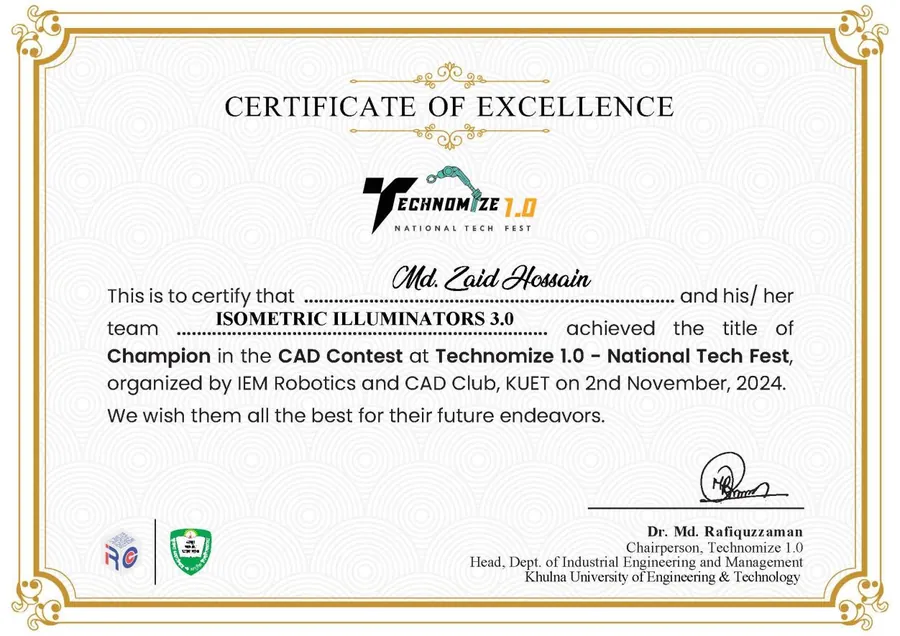 CERTIFICATE OF EXCELLENCE
TECHNOMIZE 1.0
NATIONAL TECH FEST
Md. Zaid Hossain
This is to certify that ........................................ and his/ her
ISOMETRIC ILLUMINATORS 3.0
team ........................................ achieved the title of
Champion in the CAD Contest at Technomize 1.0 - National Tech Fest,
organized by IEM Robotics and CAD Club, KUET on 2nd November, 2024.
We wish them all the best for their future endeavors.
Dr. Md. Rafiquzzaman
Chairperson, Technomize 1.0
Head, Dept. of Industrial Engineering and Management
Khulna University of Engineering & Technology